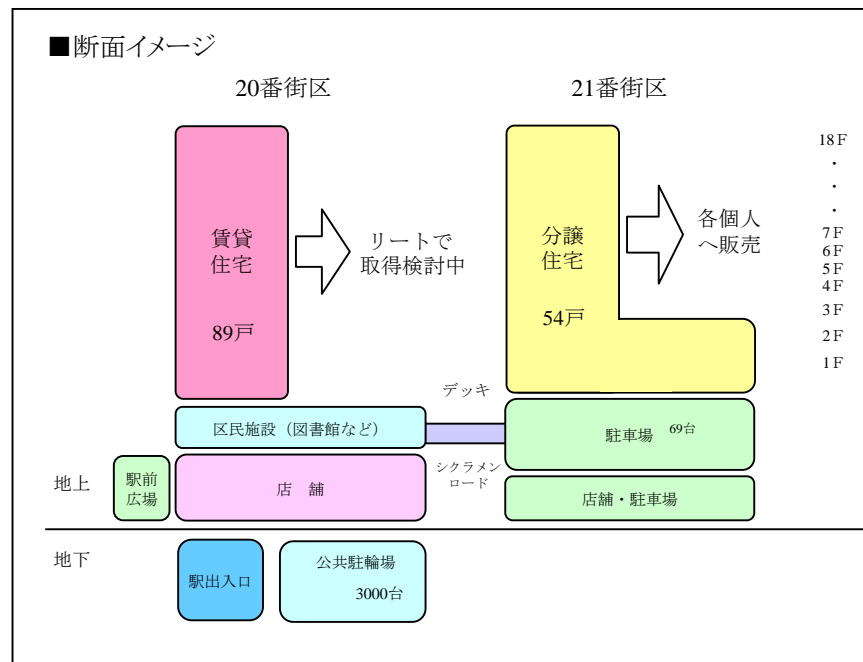 ■断面イメージ
20番街区
21番街区
賃貸
住宅
89戸
リートで
取得検討中
分譲
住宅
54戸
各個人
へ販売
18F
・
・
・
7F
6F
5F
4F
3F
2F
1F
デッキ
区民施設（図書館など）
駐車場 69台
シクラメン
ロード
地上
駅前
広場
店 舗
店舗・駐車場
地下
駅出入口
公共駐輪場
3000台